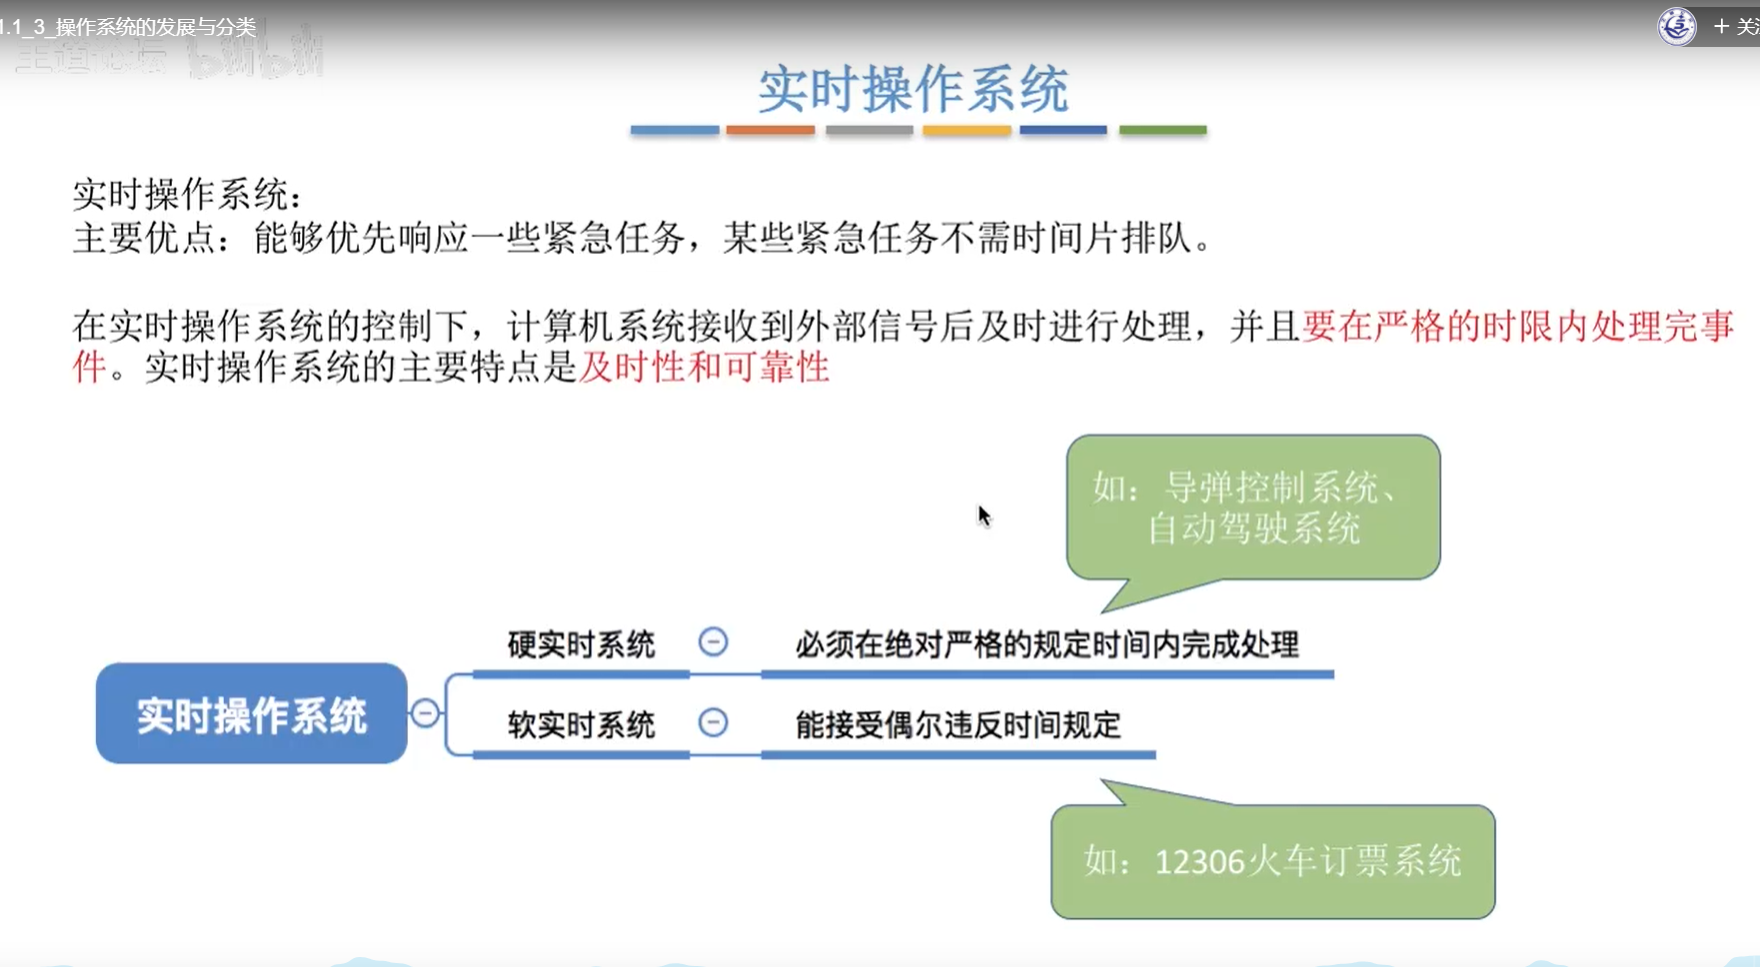 1.1_3_操作系统的发展与分类
王道论坛 bilibili
+ 关注
实时操作系统
实时操作系统：
主要优点：能够优先响应一些紧急任务，某些紧急任务不需时间片排队。
在实时操作系统的控制下，计算机系统接收到外部信号后及时进行处理，并且要在严格的时限内处理完事
件。实时操作系统的主要特点是及时性和可靠性
如：导弹控制系统、
自动驾驶系统
硬实时系统
必须在绝对严格的规定时间内完成处理
实时操作系统
软实时系统
能接受偶尔违反时间规定
如：12306火车订票系统